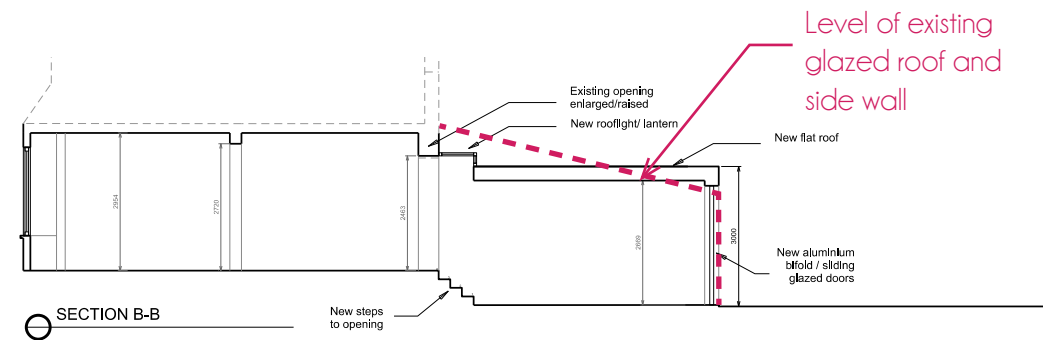 Level of existing
glazed roof and
side wall
Existing opening
enlarged/raised
New rooflight/ lantern
New flat roof
2954
2720
2463
2689
3000
New aluminium
bifold / sliding
glazed doors
New steps
to opening
SECTION B-B